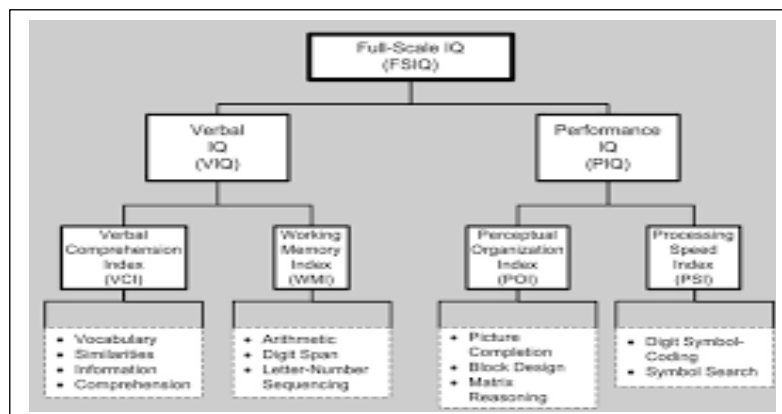 Full-Scale IQ
(FSIQ)
Verbal
IQ
(VIQ)
Performance
IQ
(PIQ)
Verbal
Comprehension
Index
(VCI)
Working
Memory
Index
(WMI)
Perceptual
Organization
Index
(POI)
Processing
Speed
Index
(PSI)
• Vocabulary
• Similarities
• Information
• Comprehension
• Arithmetic
• Digit Span
• Letter-Number
Sequencing
• Picture
Completion
• Block Design
• Matrix
Reasoning
• Digit Symbol-
Coding
• Symbol Search